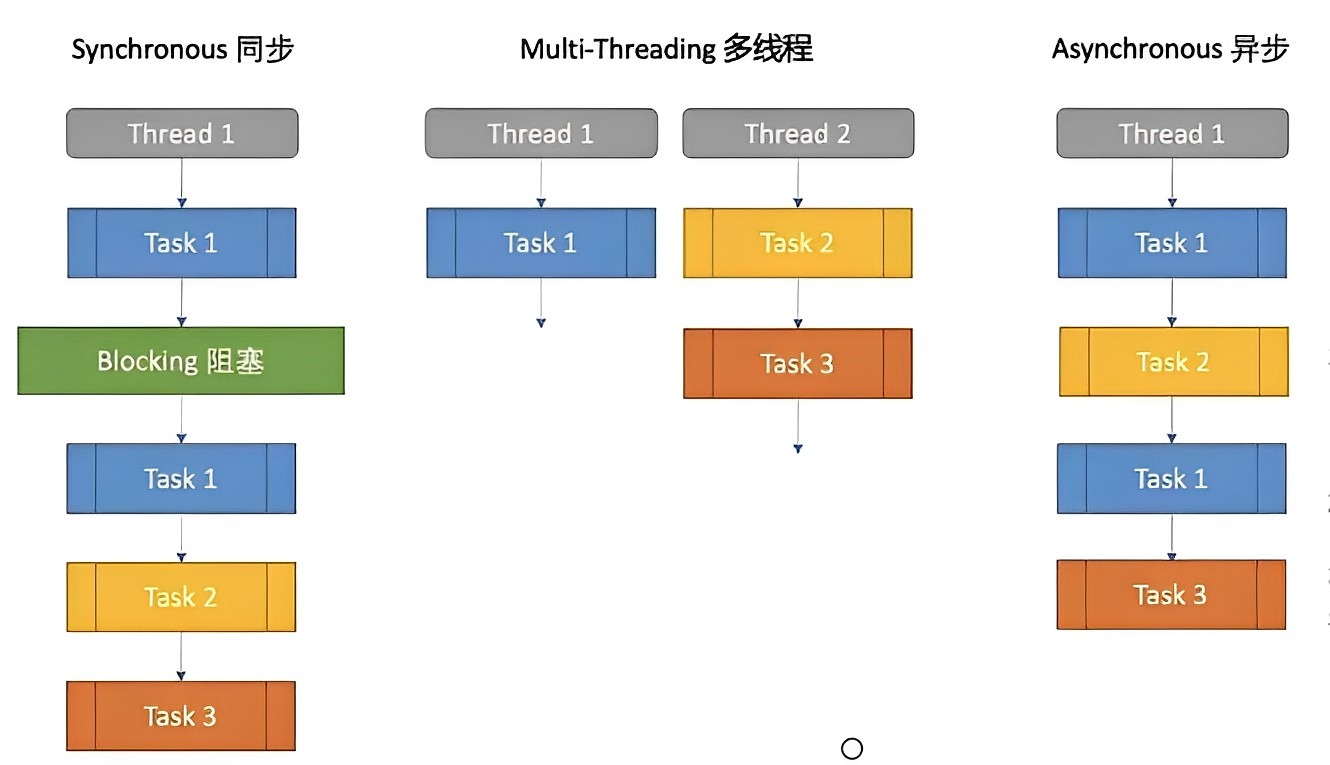 Synchronous 同步
Thread 1
Task 1
Blocking 阻塞
Task 1
Task 2
Task 3
Multi-Threading 多线程
Thread 1
Task 1
Thread 2
Task 2
Task 3
Asynchronous 异步
Thread 1
Task 1
Task 2
Task 1
Task 3